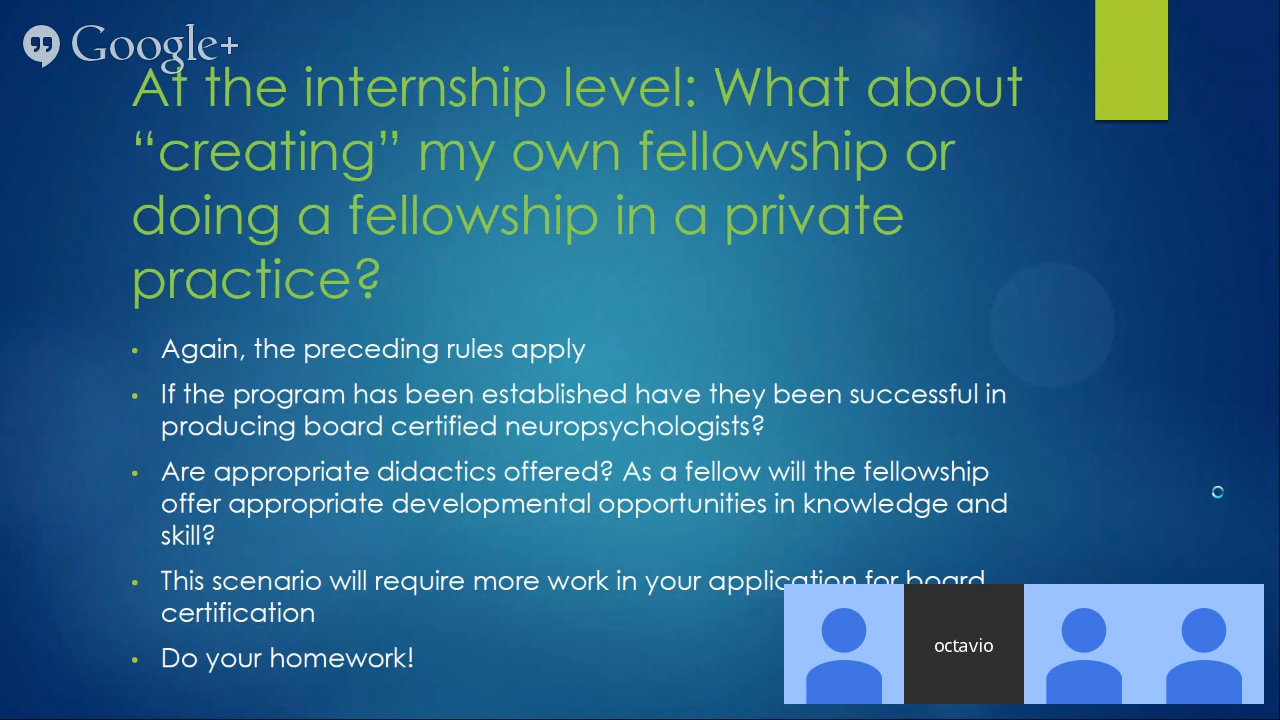 Google+
At the internship level: What about
“creating” my own fellowship or
doing a fellowship in a private
practice?
• Again, the preceding rules apply
• If the program has been established have they been successful in
producing board certified neuropsychologists?
• Are appropriate didactics offered? As a fellow will the fellowship
offer appropriate developmental opportunities in knowledge and
skill?
• This scenario will require more work in your application for board
certification
• Do your homework!
octavio